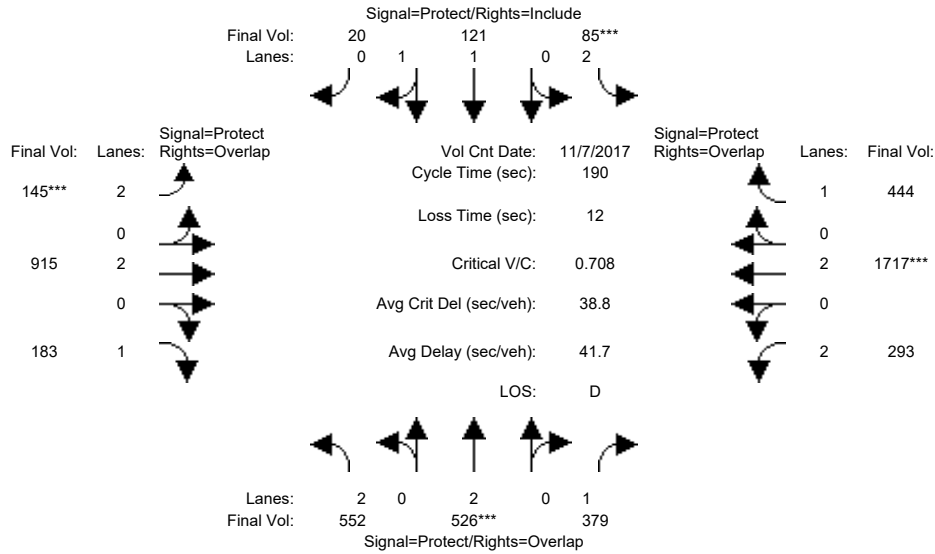 Signal=Protect/Rights=Include
Final Vol: 20 121 85***
Lanes: 0 1 1 0 2
Signal=Protect
Final Vol: Lanes: Rights=Overlap
Vol Cnt Date: 11/7/2017
Signal=Protect
Rights=Overlap Lanes: Final Vol:
Cycle Time (sec): 190
145*** 2
1 444
Loss Time (sec): 12
0
0
915 2
Critical V/C: 0.708
2 1717***
0
Avg Crit Del (sec/veh): 38.8
0
183 1
Avg Delay (sec/veh): 41.7
2 293
LOS: D
Lanes: 2 0 2 0 1
Final Vol: 552 526*** 379
Signal=Protect/Rights=Overlap